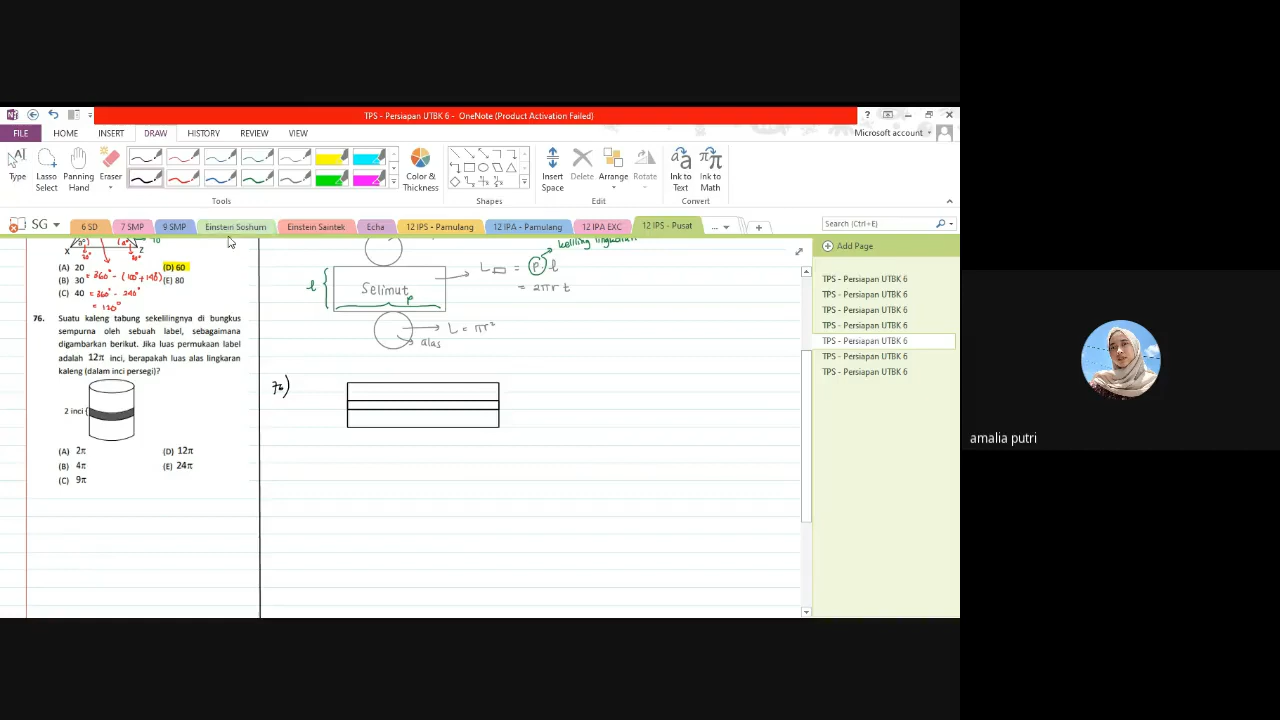 TPS - Persiapan UTBK 6 - OneNote (Product Activation Failed)
FILE HOME INSERT DRAW HISTORY REVIEW VIEW
Microsoft account
Type
Lasso Select
Panning Hand
Eraser
Color & Thickness
Insert Space
Delete
Arrange
Rotate
Ink to Text
Ink to Math
Tools
Shapes
Edit
Convert
SG
6 SD
7 SMP
9 SMP
Einstein Soshum
Einstein Saintek
Echa
12 IPS - Pamulang
12 IPA - Pamulang
12 IPA EXC
12 IPS - Pusat
...
Search (Ctrl+E)
Add Page
TPS - Persiapan UTBK 6
TPS - Persiapan UTBK 6
TPS - Persiapan UTBK 6
TPS - Persiapan UTBK 6
TPS - Persiapan UTBK 6
TPS - Persiapan UTBK 6
TPS - Persiapan UTBK 6
X Z
(A) 20 (D) 60
(B) 30 (E) 80
(C) 40
= 360° - 240°
= 120°
76. Suatu kaleng tabung sekelilingnya di bungkus
sempurna oleh sebuah label, sebagaimana
digambarkan berikut. Jika luas permukaan label
adalah 12π inci, berapakah luas alas lingkaran
kaleng (dalam inci persegi)?
2 inci {
(A) 2π (D) 12π
(B) 4π (E) 24π
(C) 9π
keliling lingkaran
L▭ = p l
= 2πr t
l { Selimut
p
L = πr²
alas
76)
amalia putri